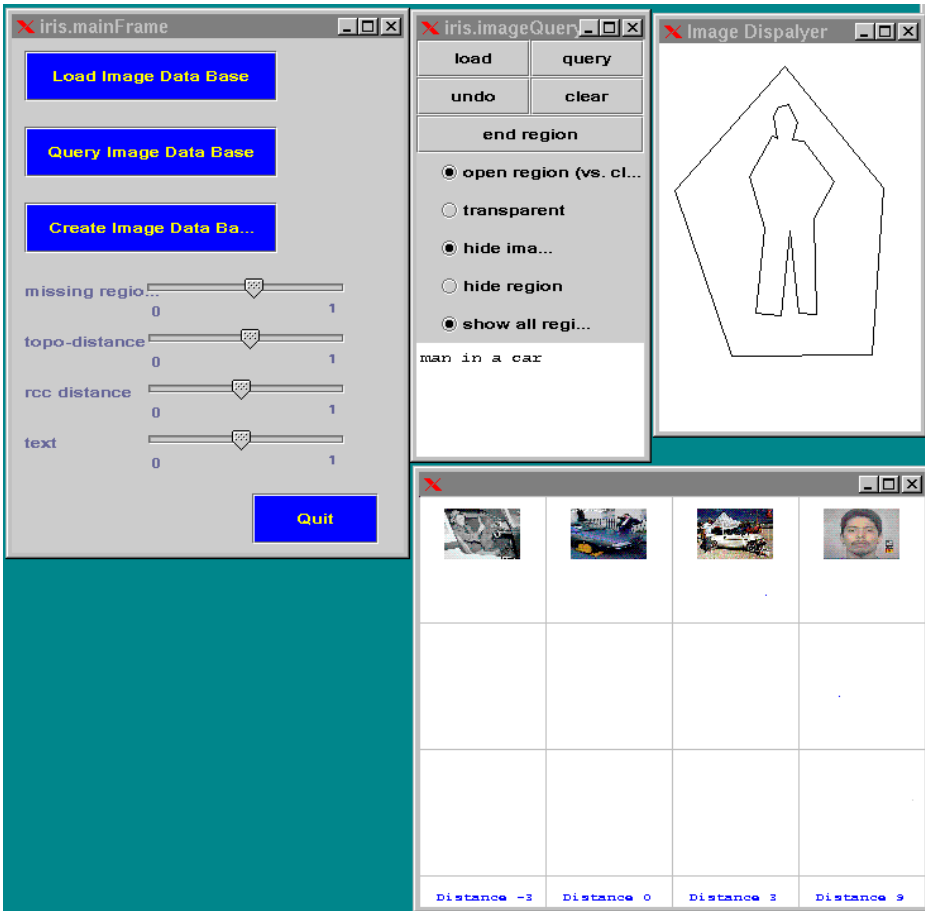 iris.mainFrame
Load Image Data Base
Query Image Data Base
Create Image Data Ba...
missing regio...
0 1
topo-distance
0 1
rcc distance
0 1
text
0 1
Quit
iris.imageQuery
load query
undo clear
end region
open region (vs. cl...
transparent
hide ima...
hide region
show all regi...
man in a car
Image Dispalyer
Distance -3 Distance 0 Distance 3 Distance 9